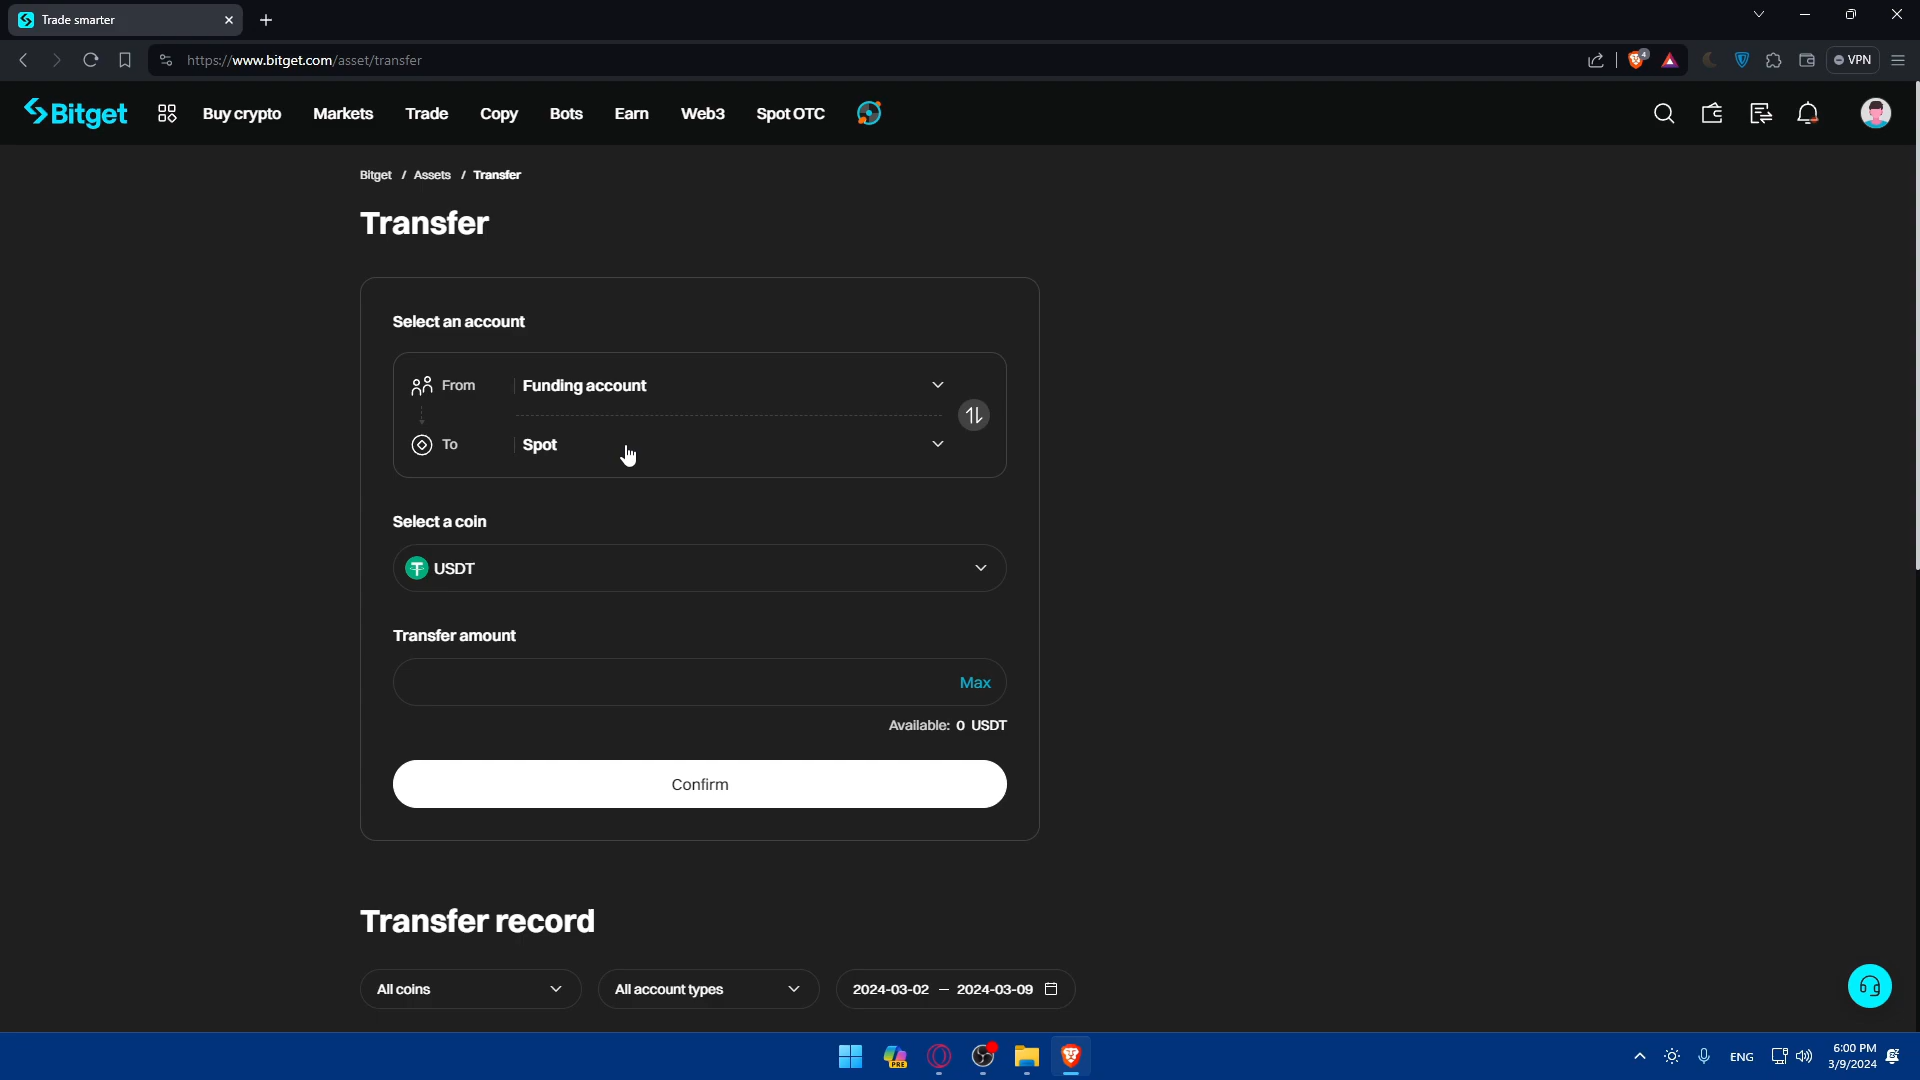 Trade smarter
https://www.bitget.com/asset/transfer
4
VPN
Bitget
Buy crypto
Markets
Trade
Copy
Bots
Earn
Web3
Spot OTC
Bitget / Assets / Transfer
Transfer
Select an account
From
Funding account
To
Spot
Select a coin
USDT
Transfer amount
Max
Available: 0 USDT
Confirm
Transfer record
All coins
All account types
2024-03-02 – 2024-03-09
PRE
ENG
6:00 PM
3/9/2024